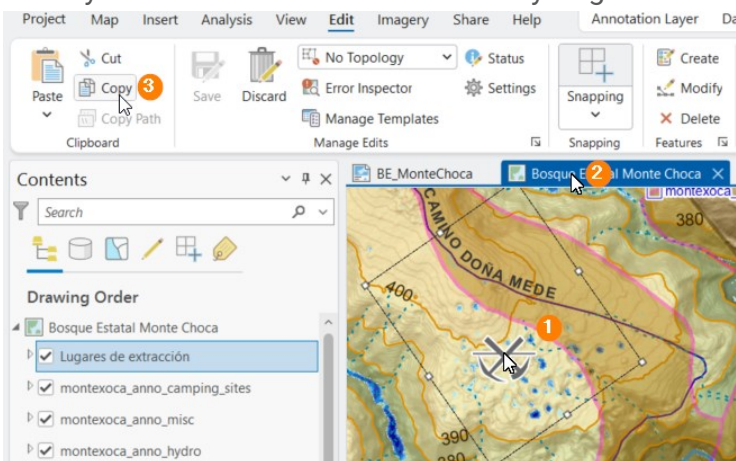 Project Map Insert Analysis View Edit Imagery Share Help Annotation Layer
Cut
Copy
Copy Path
Paste
Clipboard
Save
Discard
No Topology
Error Inspector
Manage Templates
Manage Edits
Status
Settings
Snapping
Snapping
Create
Modify
Delete
Features
3
Contents
Search
Drawing Order
Bosque Estatal Monte Choca
Lugares de extracción
montexoca_anno_camping_sites
montexoca_anno_misc
montexoca_anno_hydro
BE_MonteChoca
2
Monte Choca
montexoca_
CAMINO DOÑA MEDE
380
400
1
390
380